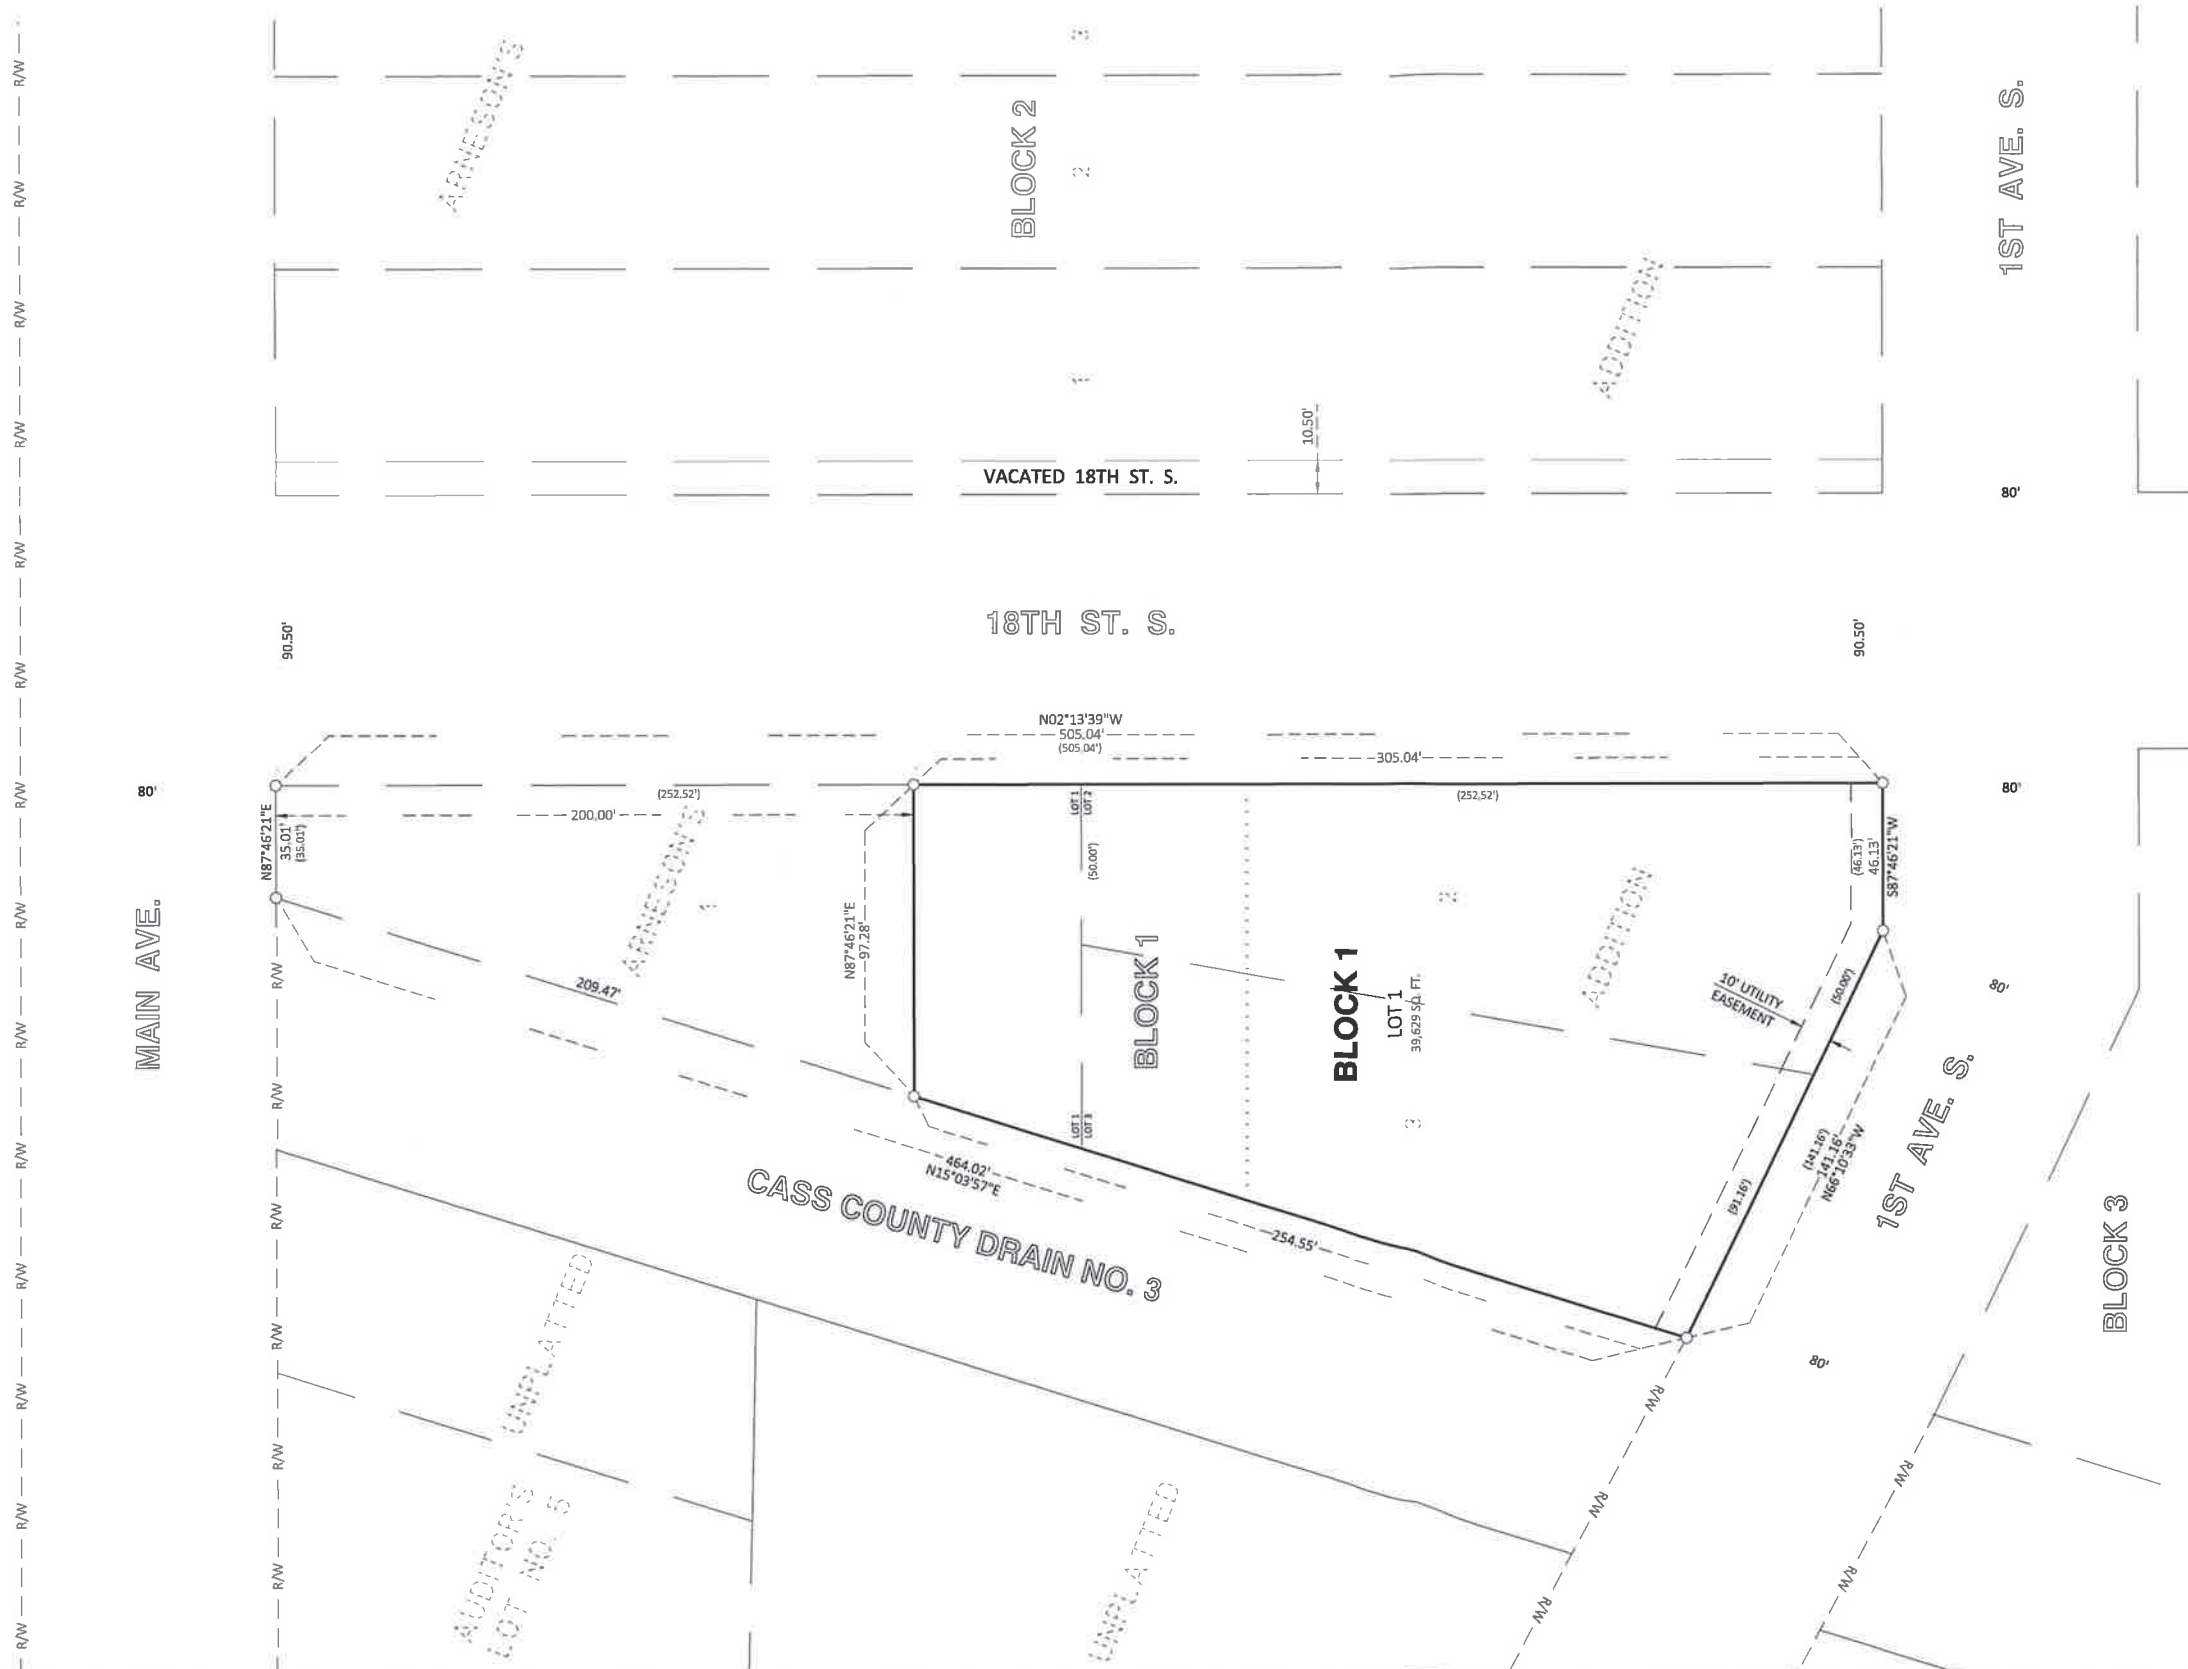 ARNESON'S
3
BLOCK 2
2
1ST AVE. S.
ADDITION
1
10.50'
VACATED 18TH ST. S.
80'
18TH ST. S.
90.50'
90.50'
N02°13'39"W
505.04'
(505.04')
305.04'
80'
(252.52')
(252.52')
80'
200.00'
N87°46'21"E
35.01'
(35.01')
LOT 1
LOT 2
(50.00')
(46.13')
46.13'
S87°46'21"W
ARNESON'S
1
N87°46'21"E
97.28'
2
ADDITION
MAIN AVE.
209.47'
BLOCK 1
BLOCK 1
LOT 1
39,629 SQ. FT.
10' UTILITY
EASEMENT
(50.00')
80'
LOT 1
LOT 3
3
464.02'
N15°03'57"E
(141.16')
141.16'
N66°10'33"W
(91.16')
1ST AVE. S.
CASS COUNTY DRAIN NO. 3
254.55'
BLOCK 3
80'
UNPLATTED
AUDITOR'S
LOT NO. 5
UNPLATTED
R/W R/W R/W R/W R/W R/W R/W R/W R/W R/W R/W R/W R/W R/W
R/W R/W R/W R/W R/W R/W
R/W R/W R/W
R/W R/W